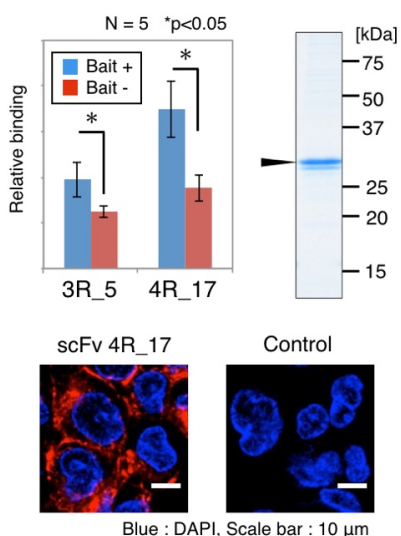 N = 5 *p<0.05
Bait +
Bait -
*
*
Relative binding
3R_5
4R_17
[kDa]
75
50
37
25
20
15
scFv 4R_17
Control
Blue : DAPI, Scale bar : 10 µm